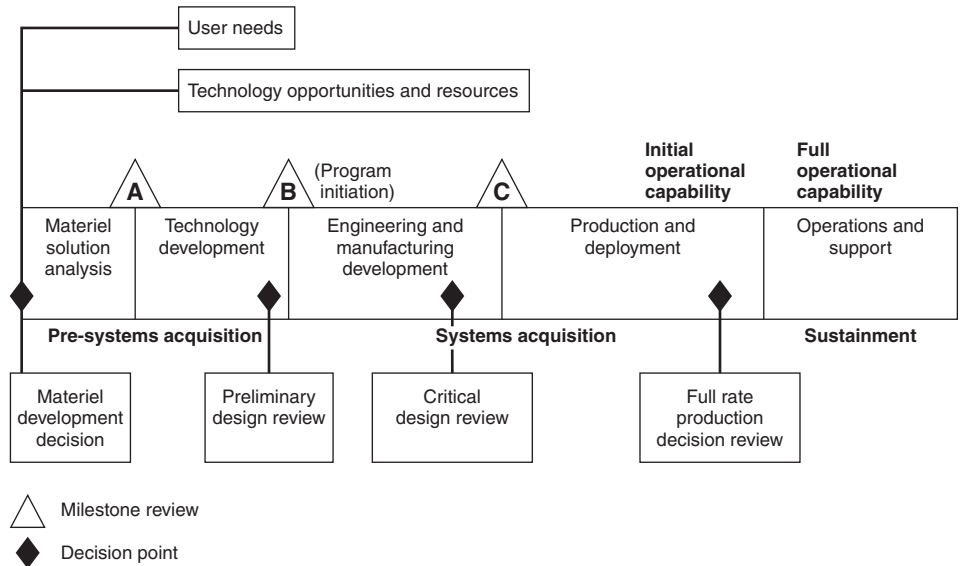 User needs
Technology opportunities and resources
A
B
(Program
initiation)
C
Initial
operational
capability
Full
operational
capability
Materiel
solution
analysis
Technology
development
Engineering and
manufacturing
development
Production and
deployment
Operations and
support
Pre-systems acquisition
Systems acquisition
Sustainment
Materiel
development
decision
Preliminary
design review
Critical
design review
Full rate
production
decision review
Milestone review
Decision point